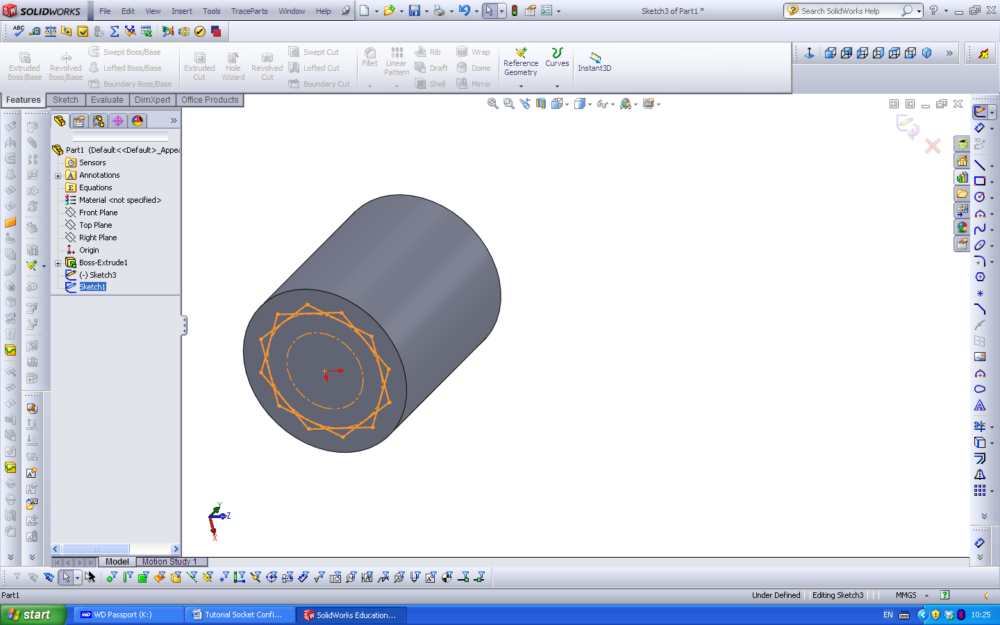 SOLIDWORKS File Edit View Insert Tools TraceParts Window Help Sketch3 of Part1 * Search SolidWorks Help
ABC
Extruded Boss/Base
Revolved Boss/Base
Swept Boss/Base
Lofted Boss/Base
Boundary Boss/Base
Extruded Cut
Hole Wizard
Revolved Cut
Swept Cut
Lofted Cut
Boundary Cut
Fillet
Linear Pattern
Rib
Draft
Shell
Wrap
Dome
Mirror
Reference Geometry
Curves
Instant3D
Features Sketch Evaluate DimXpert Office Products
Part1 (Default<<Default>_Appea
Sensors
Annotations
Equations
Material <not specified>
Front Plane
Top Plane
Right Plane
Origin
Boss-Extrude1
(-) Sketch3
Sketch1
3D
Y
Z
X
Model Motion Study 1
Part1 Under Defined Editing Sketch3 MMGS
start WD Passport (K:) Tutorial Socket Confi... SolidWorks Education... EN 10:25